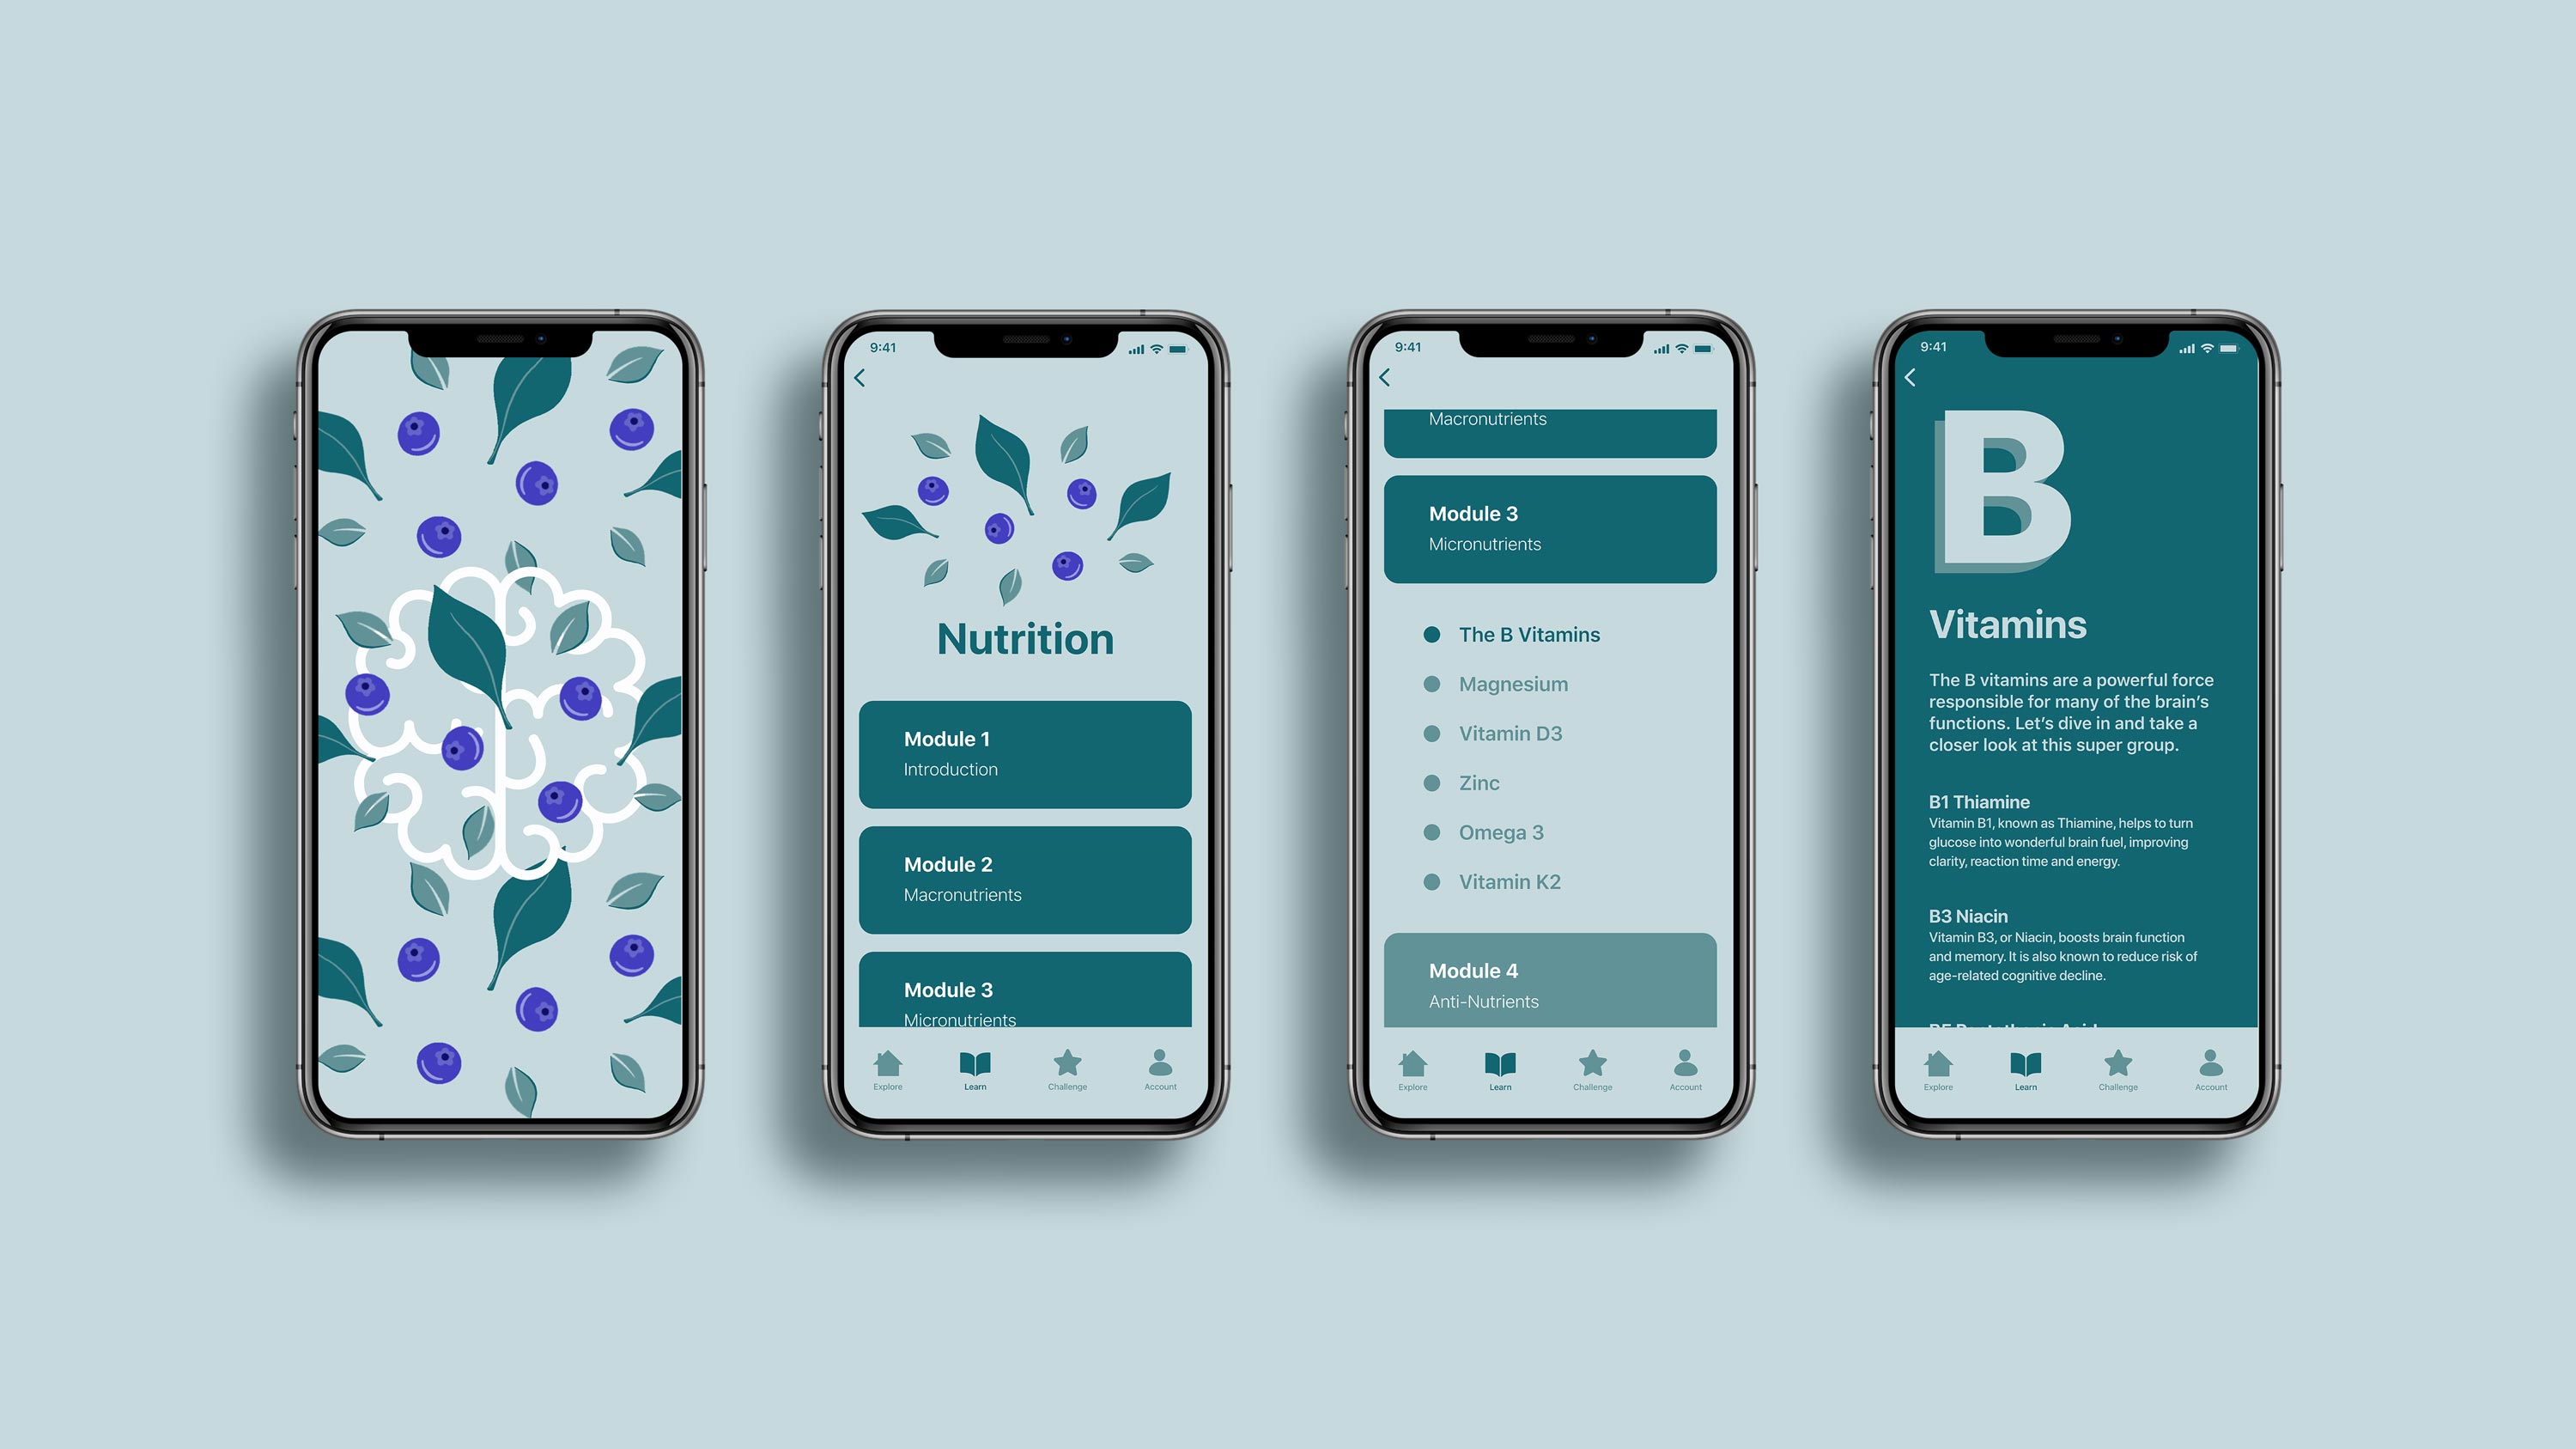 9:41
Nutrition
Module 1
Introduction
Module 2
Macronutrients
Module 3
Micronutrients
Explore
Learn
Challenge
Account
9:41
Macronutrients
Module 3
Micronutrients
The B Vitamins
Magnesium
Vitamin D3
Zinc
Omega 3
Vitamin K2
Module 4
Anti-Nutrients
Explore
Learn
Challenge
Account
9:41
B
Vitamins
The B vitamins are a powerful force
responsible for many of the brain’s
functions. Let’s dive in and take a
closer look at this super group.
B1 Thiamine
Vitamin B1, known as Thiamine, helps to turn
glucose into wonderful brain fuel, improving
clarity, reaction time and energy.
B3 Niacin
Vitamin B3, or Niacin, boosts brain function
and memory. It is also known to reduce risk of
age-related cognitive decline.
Explore
Learn
Challenge
Account